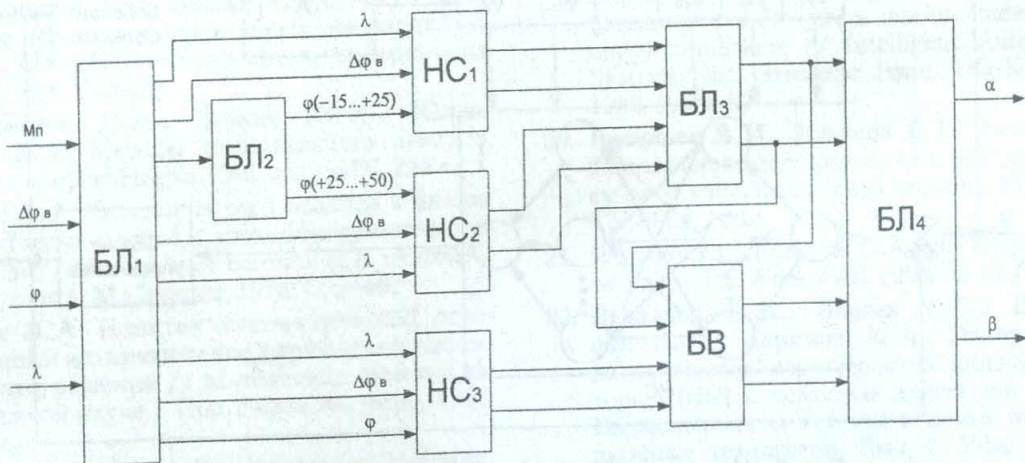 Мп
Δφ в
φ
λ
БЛ₁
БЛ₂
λ
Δφ в
φ(−15...+25)
НС₁
φ(+25...+50)
Δφ в
λ
НС₂
λ
Δφ в
φ
НС₃
БЛ₃
БВ
БЛ₄
α
β